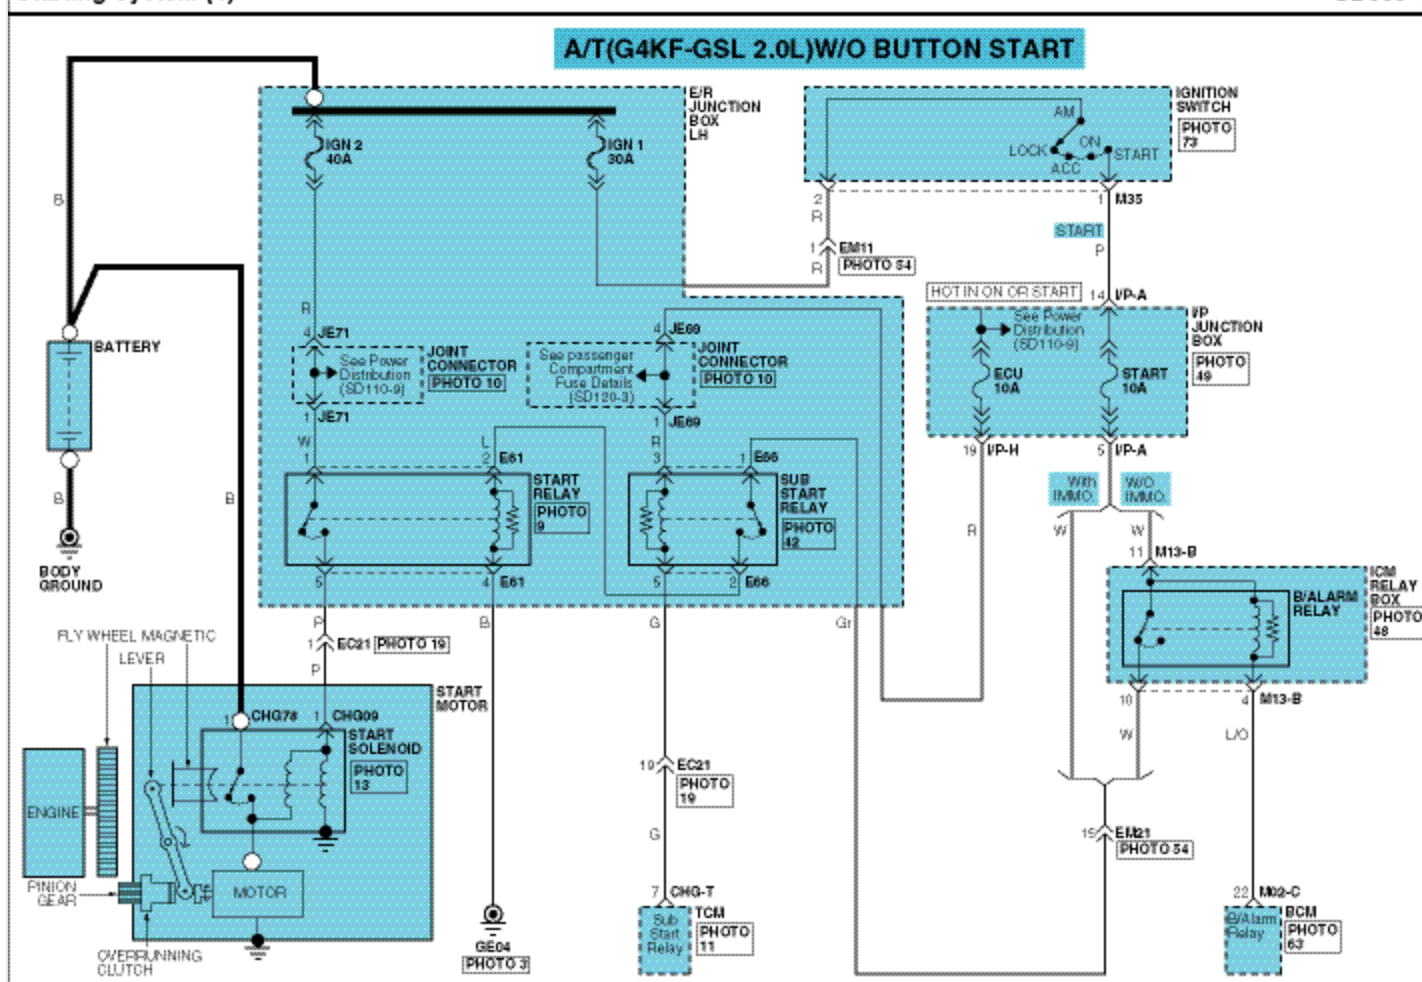 A/T(G4KF-GSL 2.0L)W/O BUTTON START
E/R
JUNCTION
BOX
LH
IGN 2
40A
IGN 1
30A
IGNITION
SWITCH
PHOTO
73
AM
LOCK
ON
START
ACC
2
R
1
M35
START
P
1
EM11
PHOTO 54
R
B
B
BATTERY
B
BODY
GROUND
R
4
JE71
See Power
Distribution
(SD110-9)
JOINT
CONNECTOR
PHOTO 10
1
JE71
W
1
4
JE69
See passenger
Compartment
Fuse Details
(SD120-3)
JOINT
CONNECTOR
PHOTO 10
1
JE69
R
3
L
2
E61
1
E66
START
RELAY
PHOTO
9
SUB
START
RELAY
PHOTO
42
5
4
E61
5
2
E66
HOT IN ON OR START
14
I/P-A
See Power
Distribution
(SD110-9)
I/P
JUNCTION
BOX
PHOTO
49
ECU
10A
START
10A
19
I/P-H
5
I/P-A
With
IMMO.
W/O
IMMO.
R
W
W
11
M13-B
ICM
RELAY
BOX
PHOTO
48
B/ALARM
RELAY
10
4
M13-B
W
L/O
P
B
G
Gr
1
EC21
PHOTO 19
P
FLY WHEEL MAGNETIC
LEVER
START
MOTOR
1
CHG78
1
CHG09
START
SOLENOID
PHOTO
13
ENGINE
PINION
GEAR
MOTOR
OVERRUNNING
CLUTCH
GE04
PHOTO 3
19
EC21
PHOTO
19
G
7
CHG-T
Sub
Start
Relay
TCM
PHOTO
11
15
EM21
PHOTO 54
22
M02-C
B/Alarm
Relay
BCM
PHOTO
63